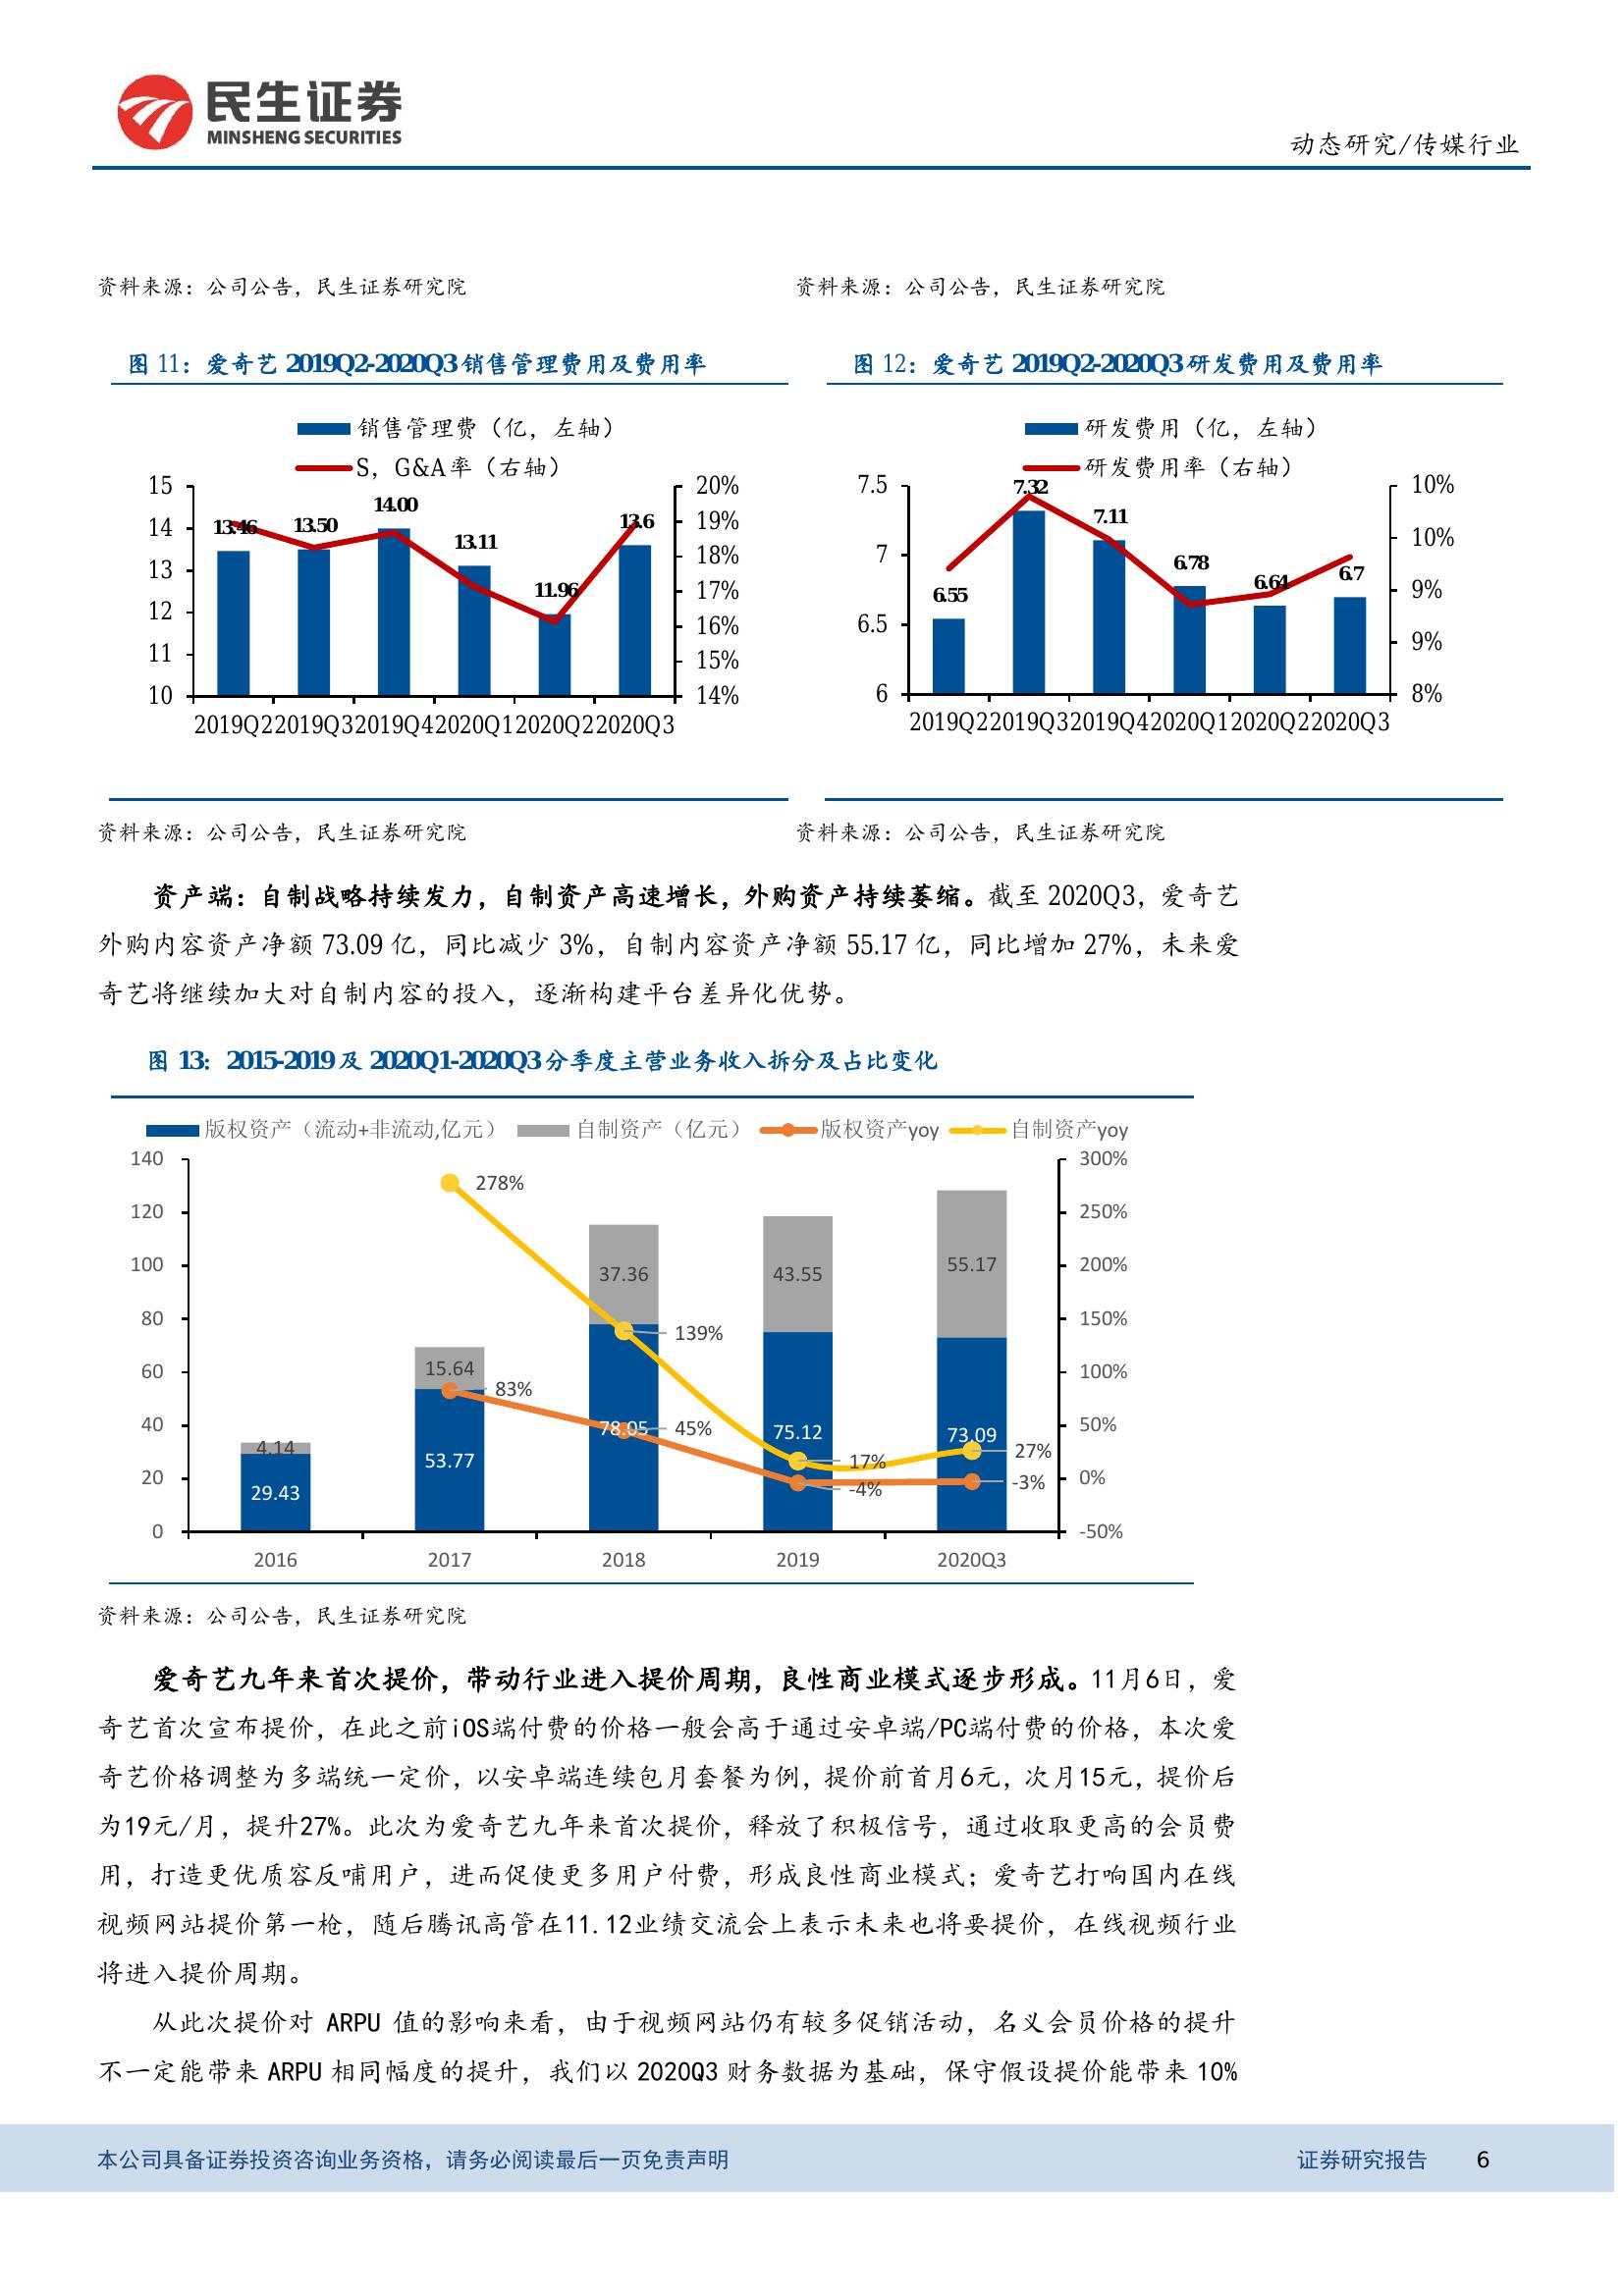 民生证券
MINSHENG SECURITIES
动态研究/传媒行业
资料来源：公司公告，民生证券研究院
资料来源：公司公告，民生证券研究院
图 11：爱奇艺 2019Q2-2020Q3 销售管理费用及费用率
销售管理费（亿，左轴）
S，G&A 率（右轴）
15
14
13
12
11
10
20%
19%
18%
17%
16%
15%
14%
13.46
13.50
14.00
13.11
11.96
13.6
2019Q2 2019Q3 2019Q4 2020Q1 2020Q2 2020Q3
图 12：爱奇艺 2019Q2-2020Q3 研发费用及费用率
研发费用（亿，左轴）
研发费用率（右轴）
7.5
7
6.5
6
10%
10%
9%
9%
8%
6.55
7.32
7.11
6.78
6.64
6.7
2019Q2 2019Q3 2019Q4 2020Q1 2020Q2 2020Q3
资料来源：公司公告，民生证券研究院
资料来源：公司公告，民生证券研究院
资产端：自制战略持续发力，自制资产高速增长，外购资产持续萎缩。截至 2020Q3，爱奇艺
外购内容资产净额 73.09 亿，同比减少 3%，自制内容资产净额 55.17 亿，同比增加 27%，未来爱
奇艺将继续加大对自制内容的投入，逐渐构建平台差异化优势。
图 13：2015-2019 及 2020Q1-2020Q3 分季度主营业务收入拆分及占比变化
版权资产（流动+非流动,亿元） 自制资产（亿元） 版权资产yoy 自制资产yoy
140
120
100
80
60
40
20
0
300%
250%
200%
150%
100%
50%
0%
-50%
4.14
29.43
278%
15.64
83%
53.77
37.36
139%
78.05
45%
43.55
75.12
17%
-4%
55.17
73.09
27%
-3%
2016 2017 2018 2019 2020Q3
资料来源：公司公告，民生证券研究院
爱奇艺九年来首次提价，带动行业进入提价周期，良性商业模式逐步形成。11月6日，爱
奇艺首次宣布提价，在此之前iOS端付费的价格一般会高于通过安卓端/PC端付费的价格，本次爱
奇艺价格调整为多端统一定价，以安卓端连续包月套餐为例，提价前首月6元，次月15元，提价后
为19元/月，提升27%。此次为爱奇艺九年来首次提价，释放了积极信号，通过收取更高的会员费
用，打造更优质容反哺用户，进而促使更多用户付费，形成良性商业模式；爱奇艺打响国内在线
视频网站提价第一枪，随后腾讯高管在11.12业绩交流会上表示未来也将要提价，在线视频行业
将进入提价周期。
从此次提价对 ARPU 值的影响来看，由于视频网站仍有较多促销活动，名义会员价格的提升
不一定能带来 ARPU 相同幅度的提升，我们以 2020Q3 财务数据为基础，保守假设提价能带来 10%
本公司具备证券投资咨询业务资格，请务必阅读最后一页免责声明
证券研究报告 6